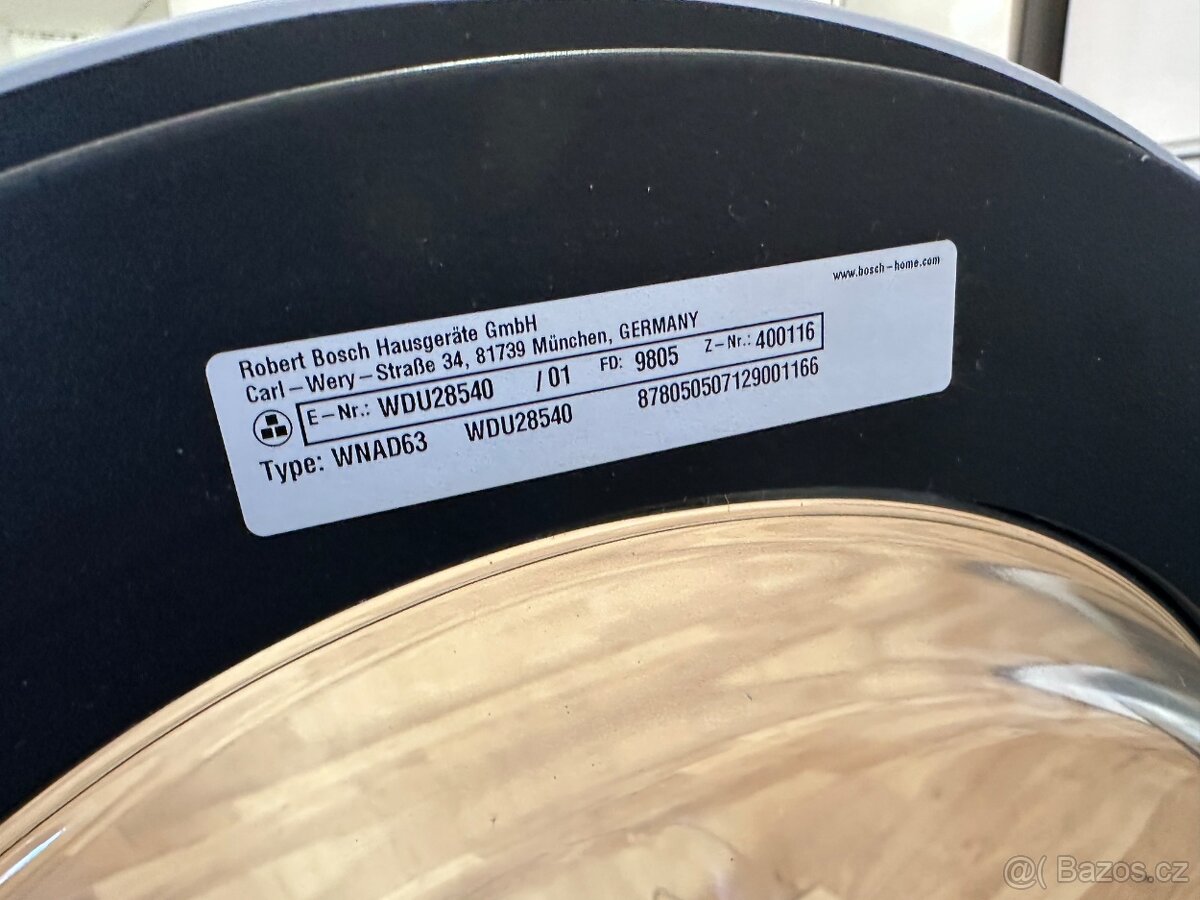 www.bosch-home.com
Robert Bosch Hausgeräte GmbH
Carl-Wery-Straße 34, 81739 München, GERMANY
E-Nr.: WDU28540 /01 FD: 9805 Z-Nr.: 400116
Type: WNAD63 WDU28540 878050507129001166
@( Bazos.cz